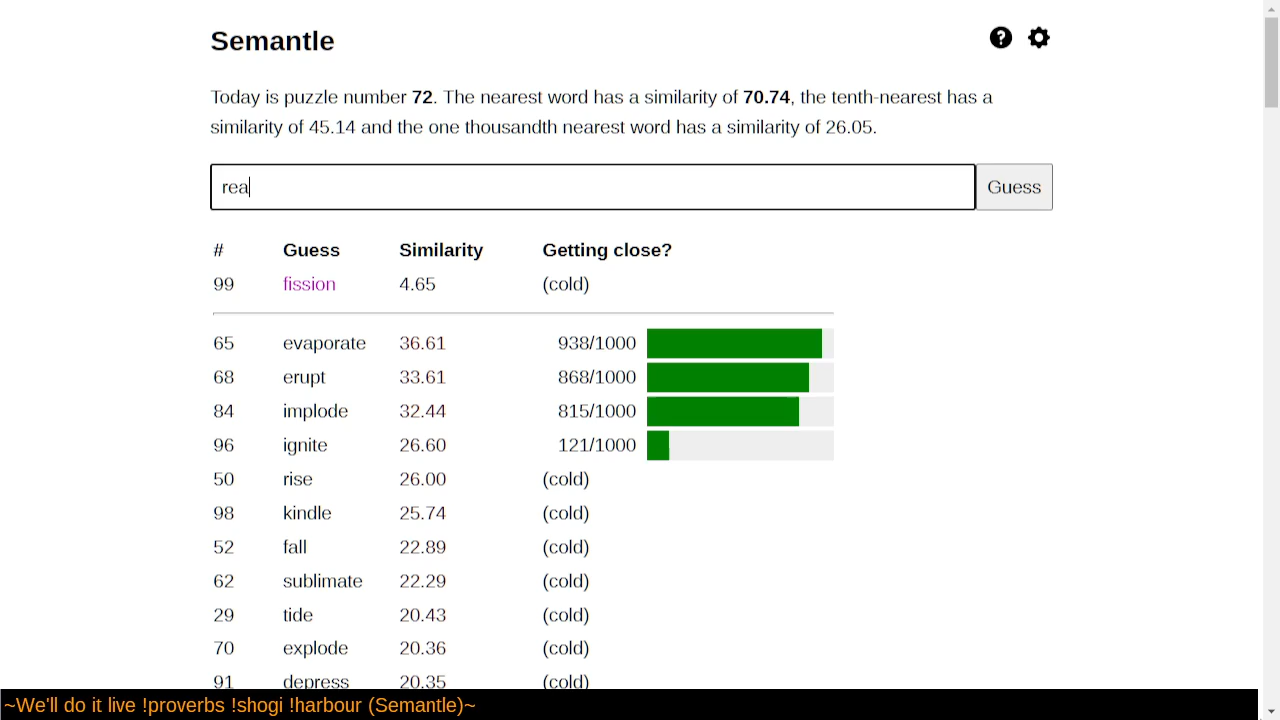 Semantle
Today is puzzle number 72. The nearest word has a similarity of 70.74, the tenth-nearest has a
similarity of 45.14 and the one thousandth nearest word has a similarity of 26.05.
rea Guess
# Guess Similarity Getting close?
99 fission 4.65 (cold)
65 evaporate 36.61 938/1000
68 erupt 33.61 868/1000
84 implode 32.44 815/1000
96 ignite 26.60 121/1000
50 rise 26.00 (cold)
98 kindle 25.74 (cold)
52 fall 22.89 (cold)
62 sublimate 22.29 (cold)
29 tide 20.43 (cold)
70 explode 20.36 (cold)
91 depress 20.35 (cold)
~We'll do it live !proverbs !shogi !harbour (Semantle)~